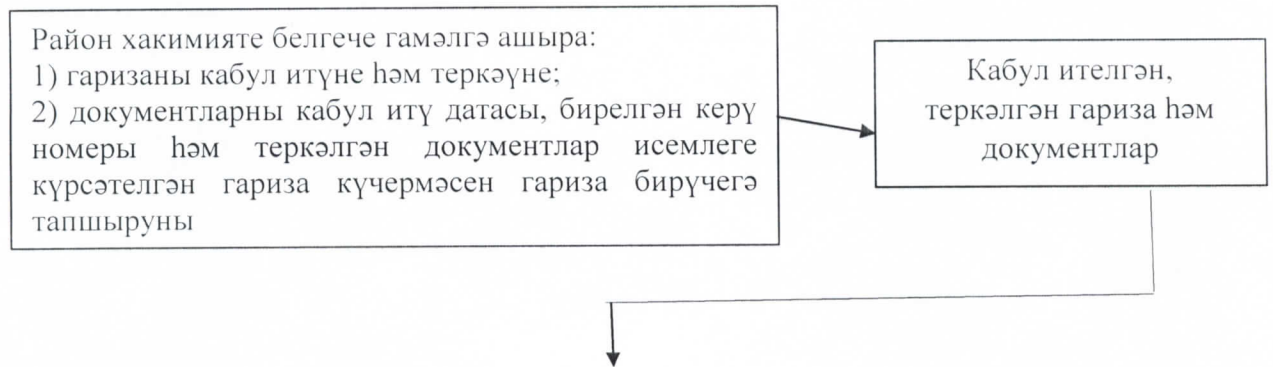 Район хакимияте белгече гамәлгә ашыра:
1) гаризаны кабул итүне һәм теркәүне;
2) документларны кабул итү датасы, бирелгән керү
номеры һәм теркәлгән документлар исемлеге
күрсәтелгән гариза күчермәсен гариза бирүчегә
тапшыруны
Кабул ителгән,
теркәлгән гариза һәм
документлар